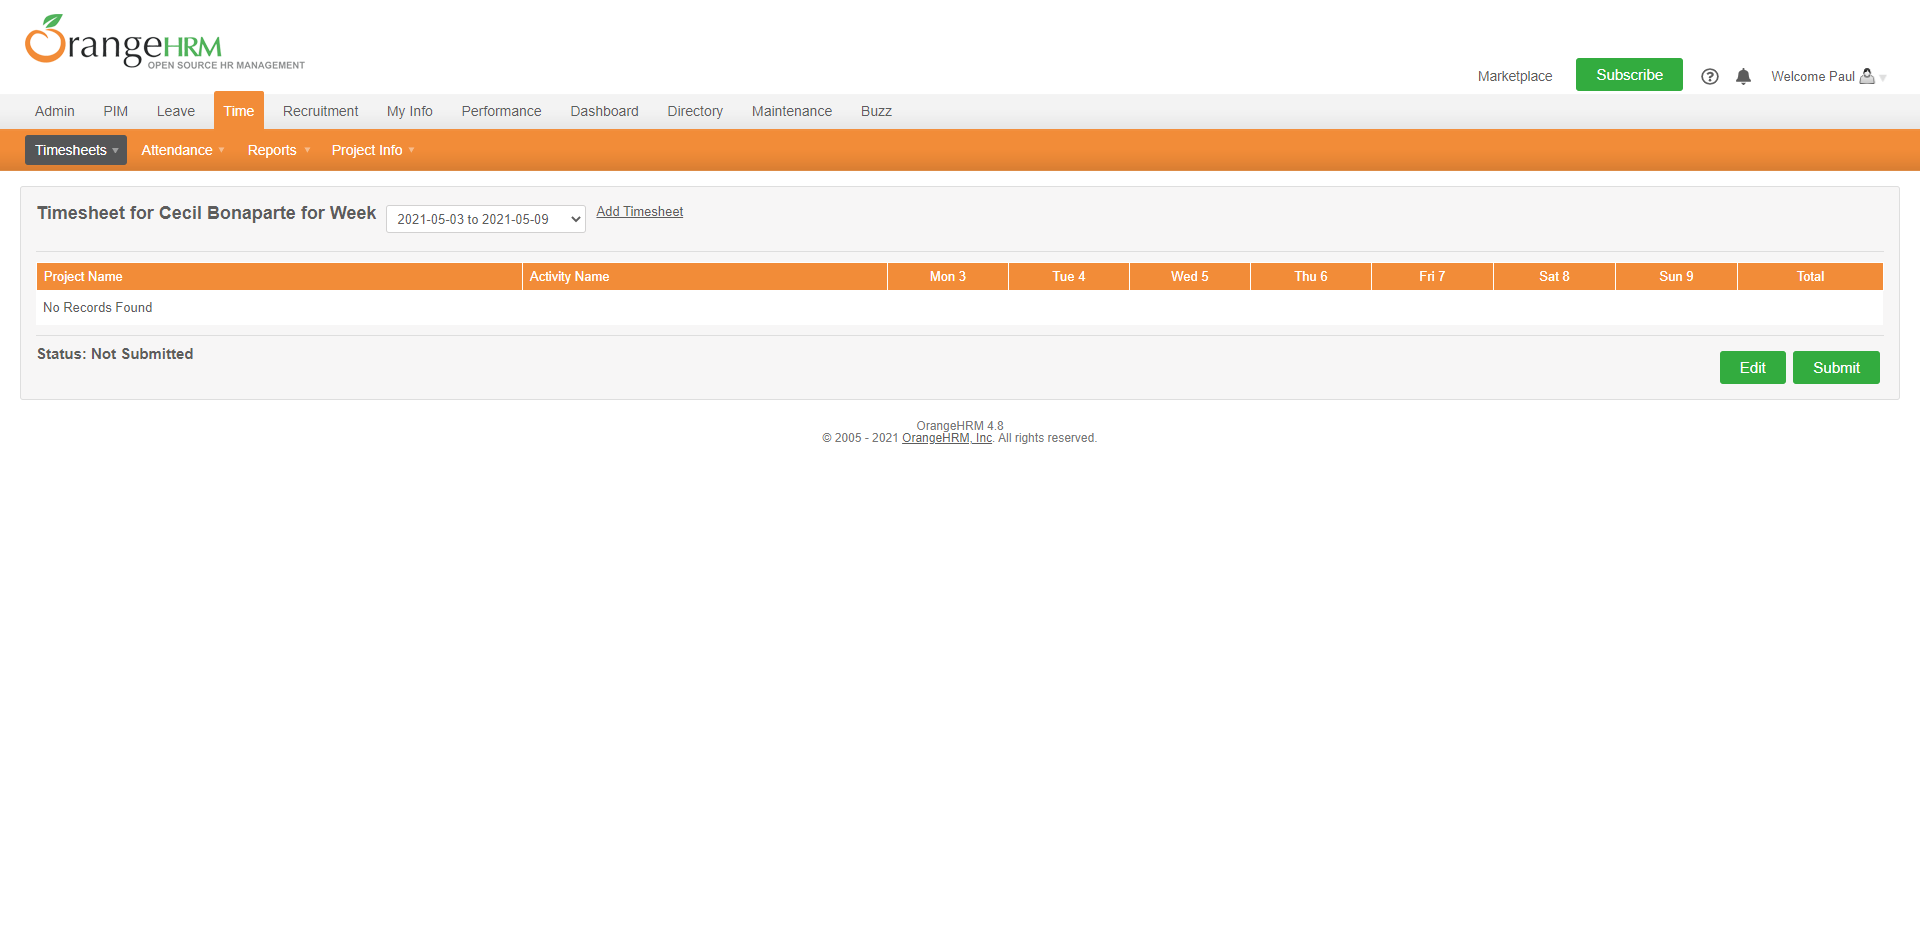 OrangeHRM
OPEN SOURCE HR MANAGEMENT
Marketplace Subscribe Welcome Paul
Admin PIM Leave Time Recruitment My Info Performance Dashboard Directory Maintenance Buzz
Timesheets Attendance Reports Project Info
Timesheet for Cecil Bonaparte for Week 2021-05-03 to 2021-05-09 Add Timesheet
Project Name Activity Name Mon 3 Tue 4 Wed 5 Thu 6 Fri 7 Sat 8 Sun 9 Total
No Records Found
Status: Not Submitted
Edit Submit
OrangeHRM 4.8
© 2005 - 2021 OrangeHRM, Inc. All rights reserved.